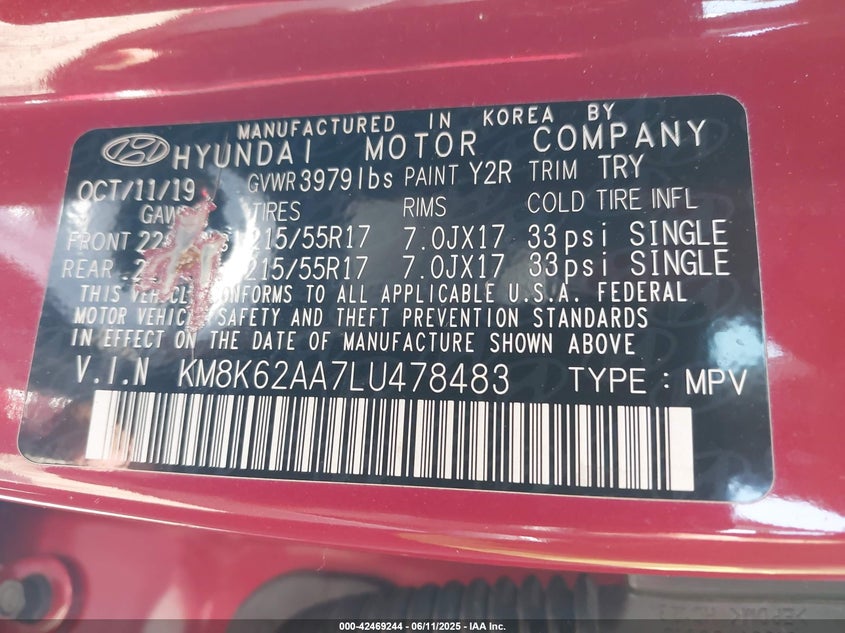 MANUFACTURED IN KOREA BY
HYUNDAI MOTOR COMPANY
OCT/11/19 GVWR 3979lbs PAINT Y2R TRIM TRY
TIRES RIMS COLD TIRE INFL
FRONT 215/55R17 7.0JX17 33psi SINGLE
REAR 215/55R17 7.0JX17 33psi SINGLE
THIS CONFORMS TO ALL APPLICABLE U.S.A. FEDERAL
MOTOR SAFETY AND THEFT PREVENTION STANDARDS
IN EFFECT ON THE DATE OF MANUFACTURE SHOWN ABOVE
V.I.N KM8K62AA7LU478483 TYPE : MPV
000-42469244 - 06/11/2025 - IAA Inc.